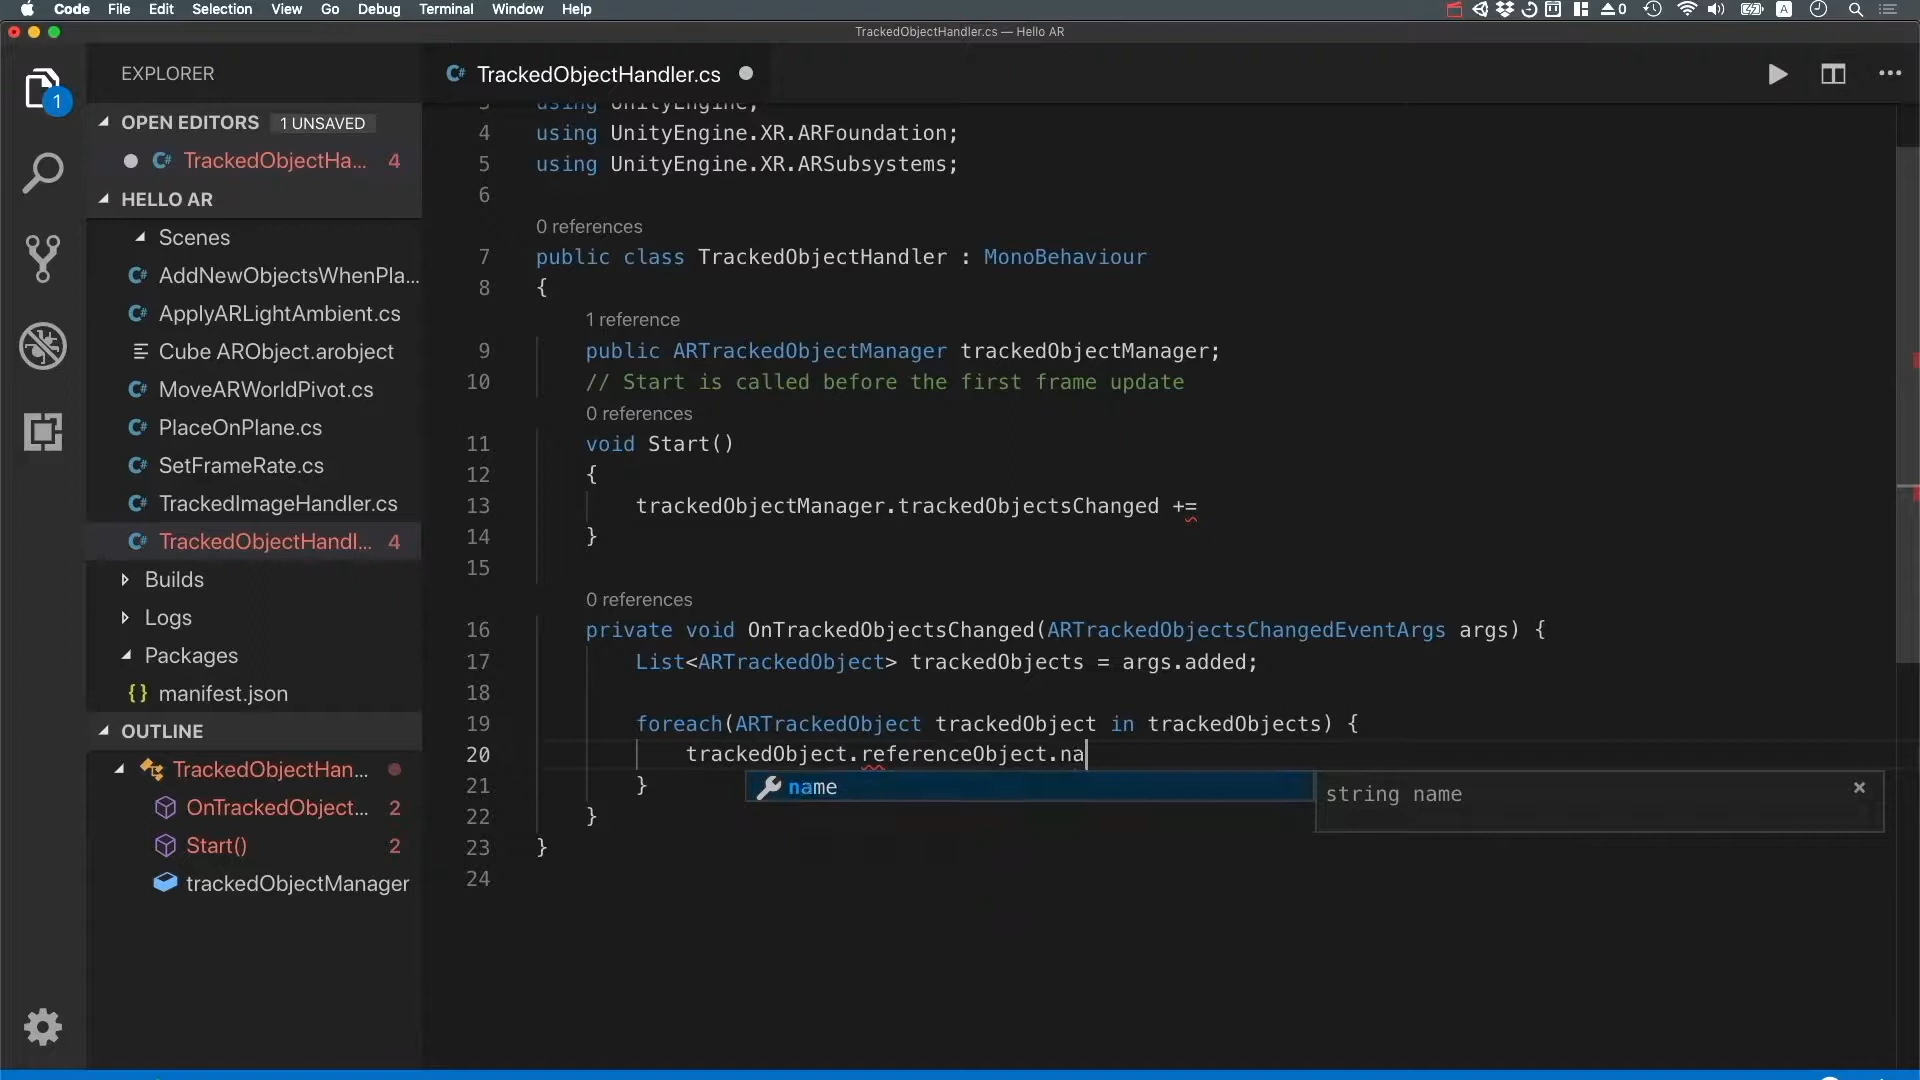 Code File Edit Selection View Go Debug Terminal Window Help
0
A
TrackedObjectHandler.cs — Hello AR
EXPLORER
1
OPEN EDITORS 1 UNSAVED
TrackedObjectHa... 4
HELLO AR
Scenes
AddNewObjectsWhenPla...
ApplyARLightAmbient.cs
Cube ARObject.arobject
MoveARWorldPivot.cs
PlaceOnPlane.cs
SetFrameRate.cs
TrackedImageHandler.cs
TrackedObjectHandl... 4
Builds
Logs
Packages
{} manifest.json
OUTLINE
TrackedObjectHan...
OnTrackedObject... 2
Start() 2
trackedObjectManager
TrackedObjectHandler.cs
3 using UnityEngine;
4 using UnityEngine.XR.ARFoundation;
5 using UnityEngine.XR.ARSubsystems;
6
0 references
7 public class TrackedObjectHandler : MonoBehaviour
8 {
1 reference
9 public ARTrackedObjectManager trackedObjectManager;
10 // Start is called before the first frame update
0 references
11 void Start()
12 {
13 trackedObjectManager.trackedObjectsChanged +=
14 }
15
0 references
16 private void OnTrackedObjectsChanged(ARTrackedObjectsChangedEventArgs args) {
17 List<ARTrackedObject> trackedObjects = args.added;
18
19 foreach(ARTrackedObject trackedObject in trackedObjects) {
20 trackedObject.referenceObject.na
21 }
name
string name
22 }
23 }
24